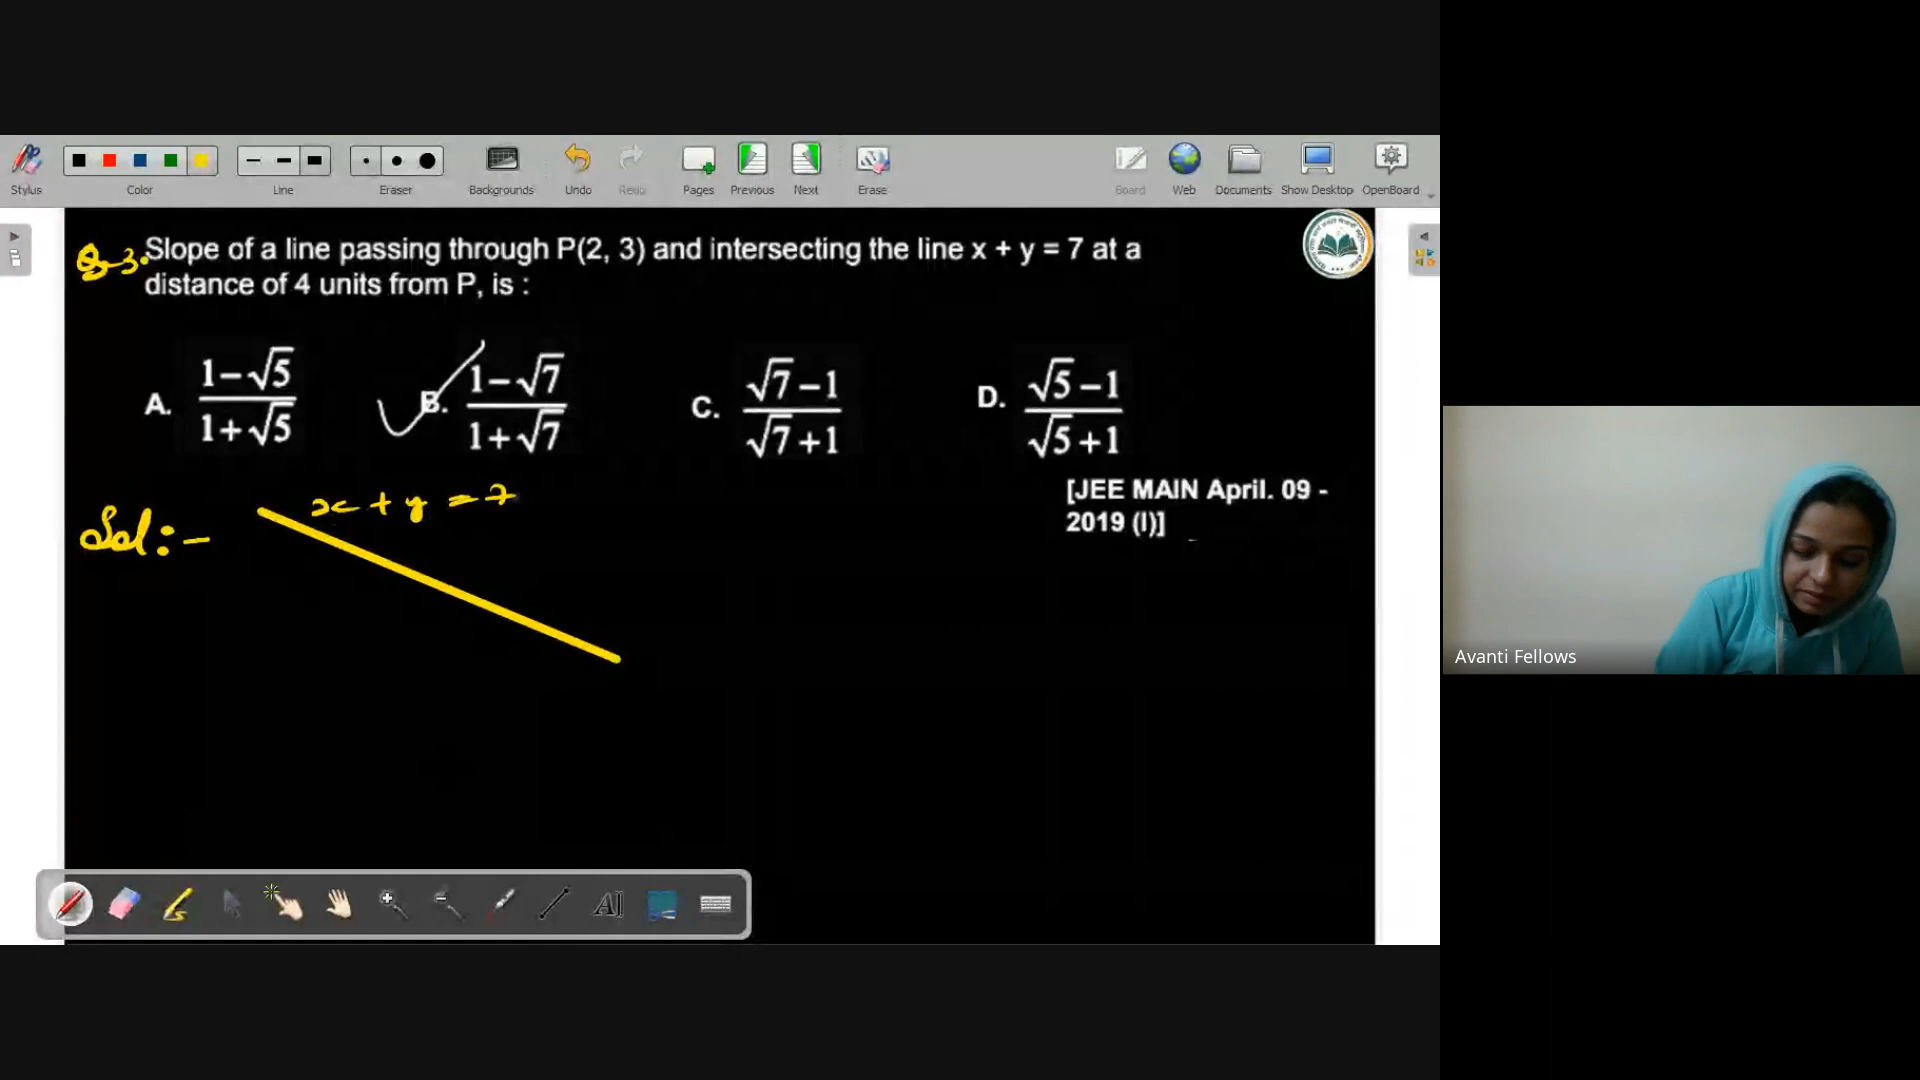 Stylus
Color
Line
Eraser
Backgrounds
Undo
Redo
Pages
Previous
Next
Erase
Board
Web
Documents
Show Desktop
OpenBoard
Q-3. Slope of a line passing through P(2, 3) and intersecting the line x + y = 7 at a
distance of 4 units from P, is :
A. (1−√5)/(1+√5) B. (1−√7)/(1+√7) C. (√7−1)/(√7+1) D. (√5−1)/(√5+1)
[JEE MAIN April. 09 -
2019 (I)]
Sol:-
x + y = 7
Avanti Fellows